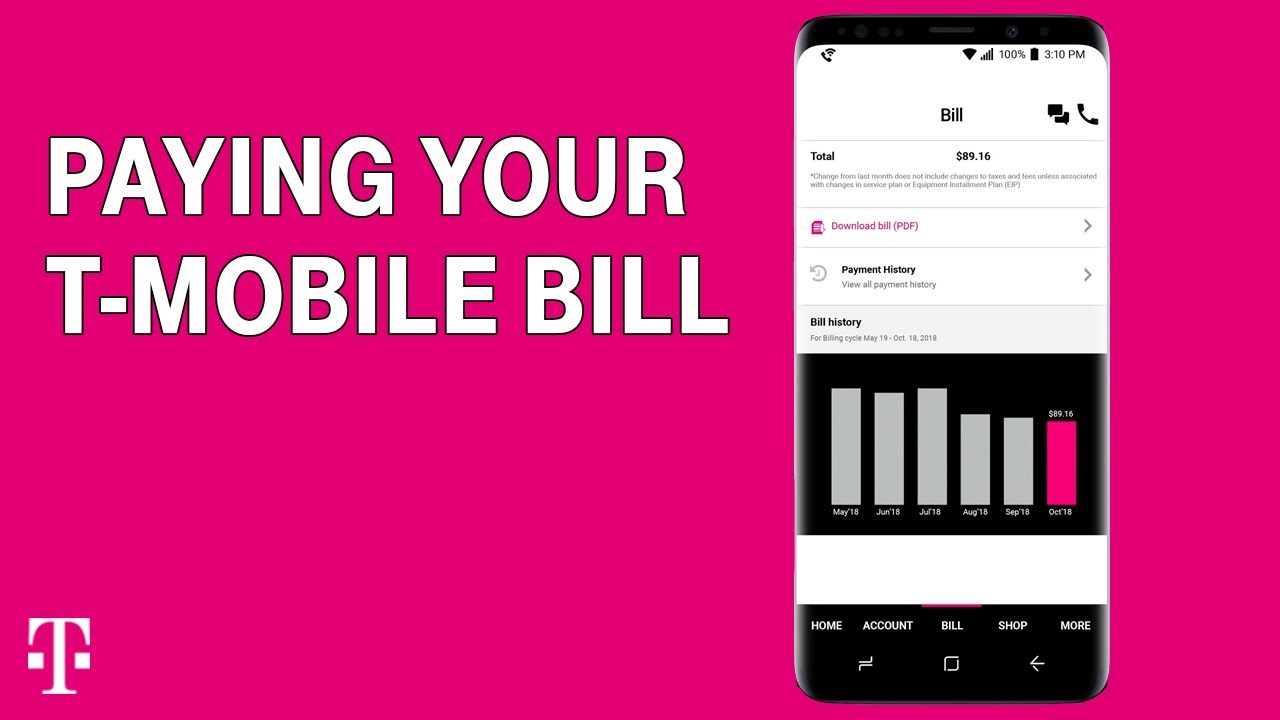 PAYING YOUR
T-MOBILE BILL
100% 3:10 PM
Bill
Total $89.16
*Change from last month does not include changes to taxes and fees unless associated
with changes in service plan or Equipment Installment Plan (EIP)
Download bill (PDF)
Payment History
View all payment history
Bill history
For Billing cycle May 19 - Oct. 18, 2018
$89.16
May'18 Jun'18 Jul'18 Aug'18 Sep'18 Oct'18
HOME ACCOUNT BILL SHOP MORE
T